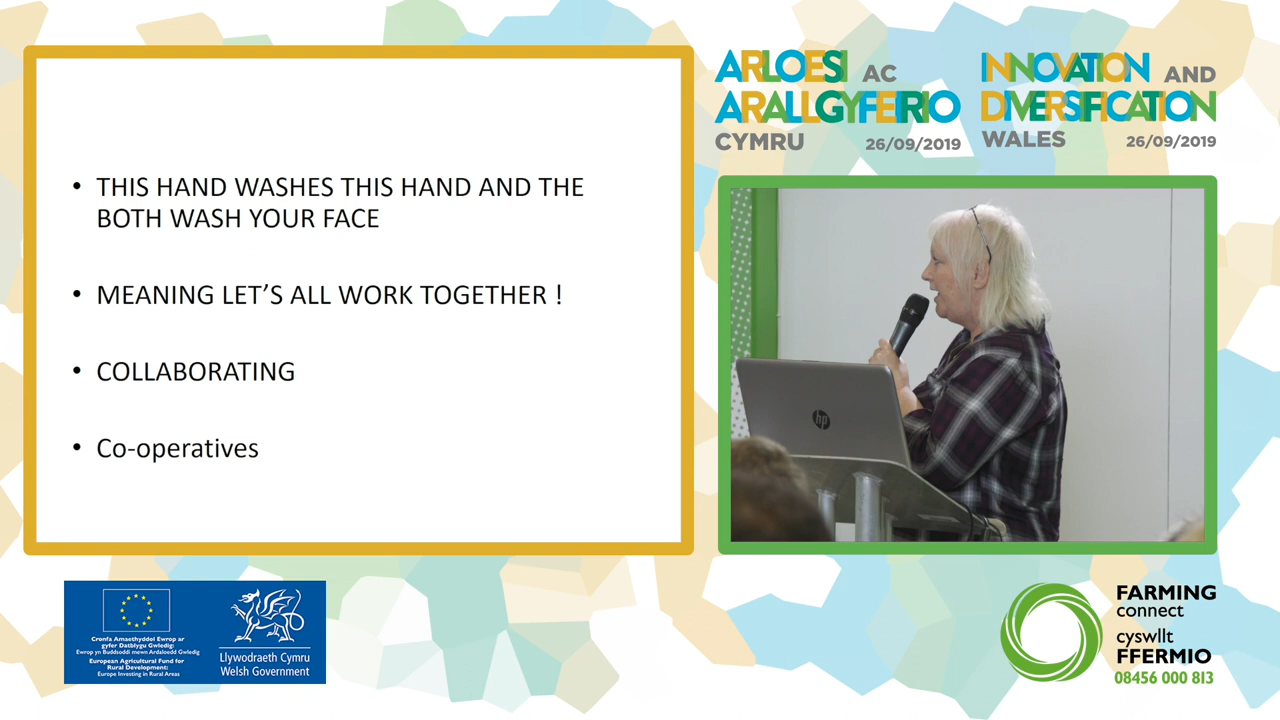 • THIS HAND WASHES THIS HAND AND THE
BOTH WASH YOUR FACE
• MEANING LET’S ALL WORK TOGETHER !
• COLLABORATING
• Co-operatives
ARLOESI AC
ARALLGYFEIRIO
CYMRU 26/09/2019
INNOVATION AND
DIVERSIFICATION
WALES 26/09/2019
hp
Cronfa Amaethyddol Ewrop ar
gyfer Datblygu Gwledig:
Ewrop yn Buddsoddi mewn Ardaloedd Gwledig
European Agricultural Fund for
Rural Development:
Europe Investing in Rural Areas
Llywodraeth Cymru
Welsh Government
FARMING
connect
cyswllt
FFERMIO
08456 000 813